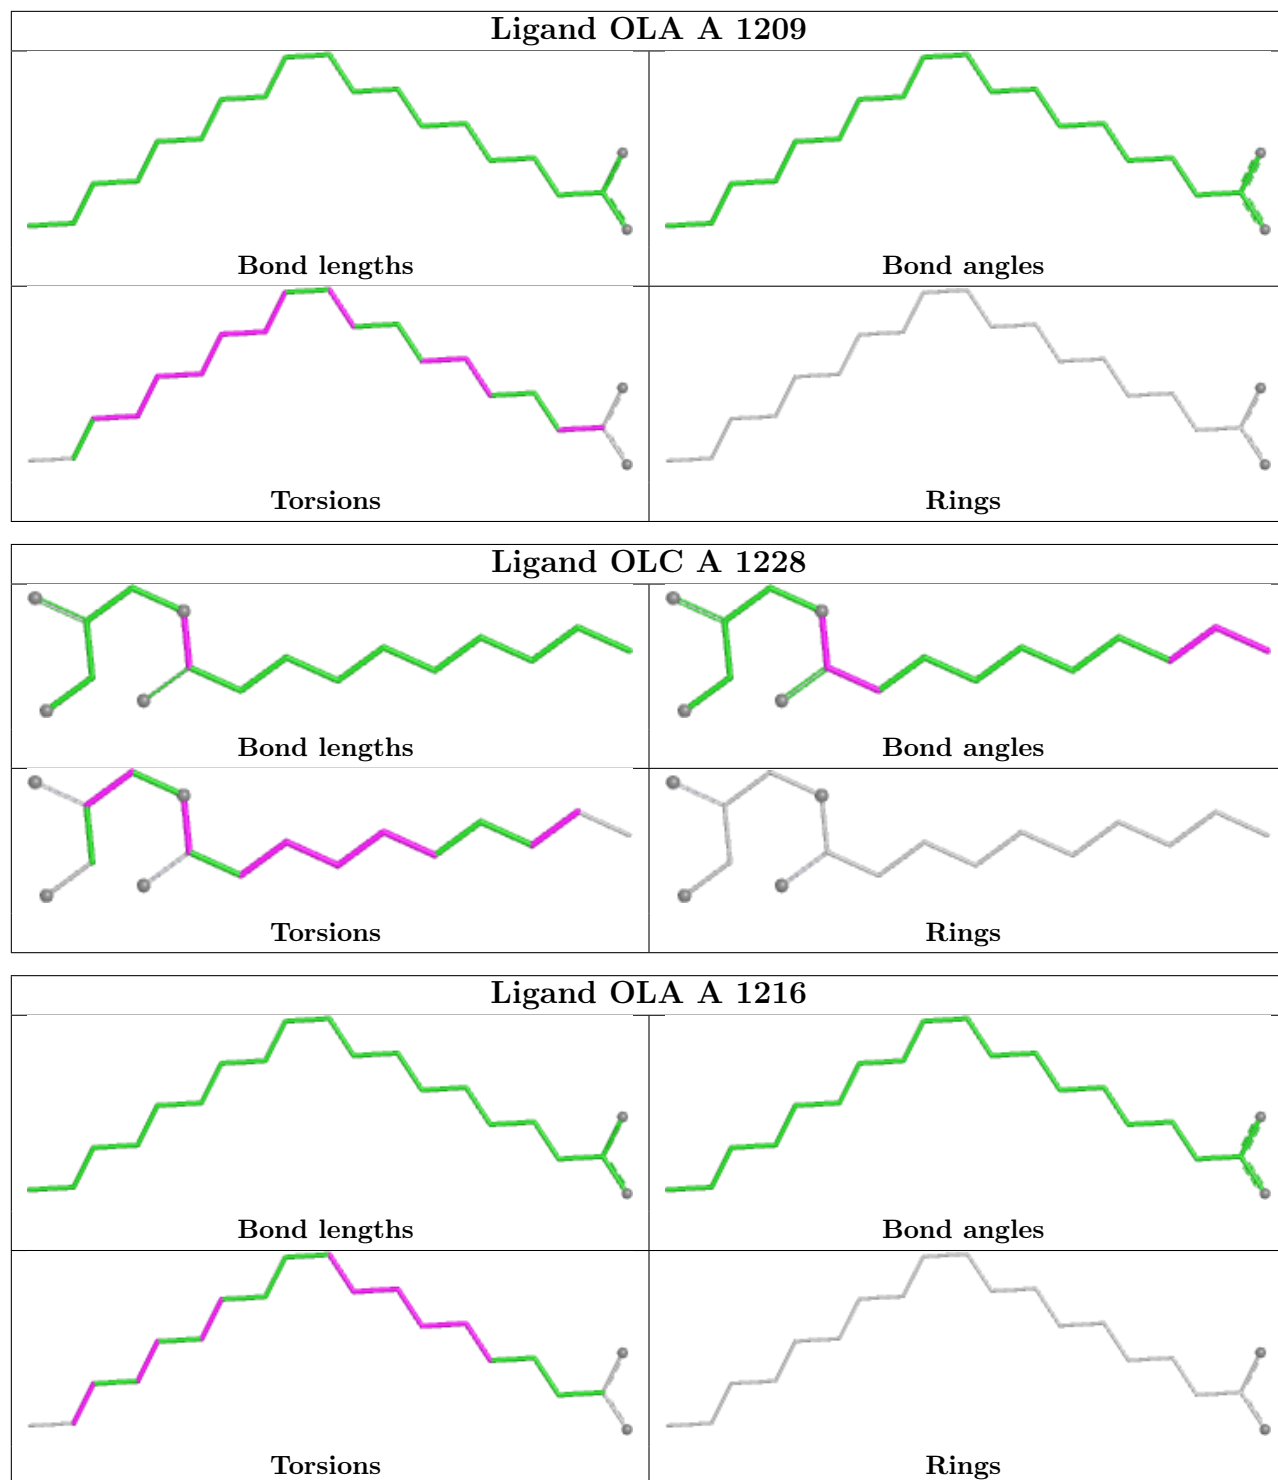 Ligand OLA A 1209
Bond lengths
Bond angles
Torsions
Rings
Ligand OLC A 1228
Bond lengths
Bond angles
Torsions
Rings
Ligand OLA A 1216
Bond lengths
Bond angles
Torsions
Rings